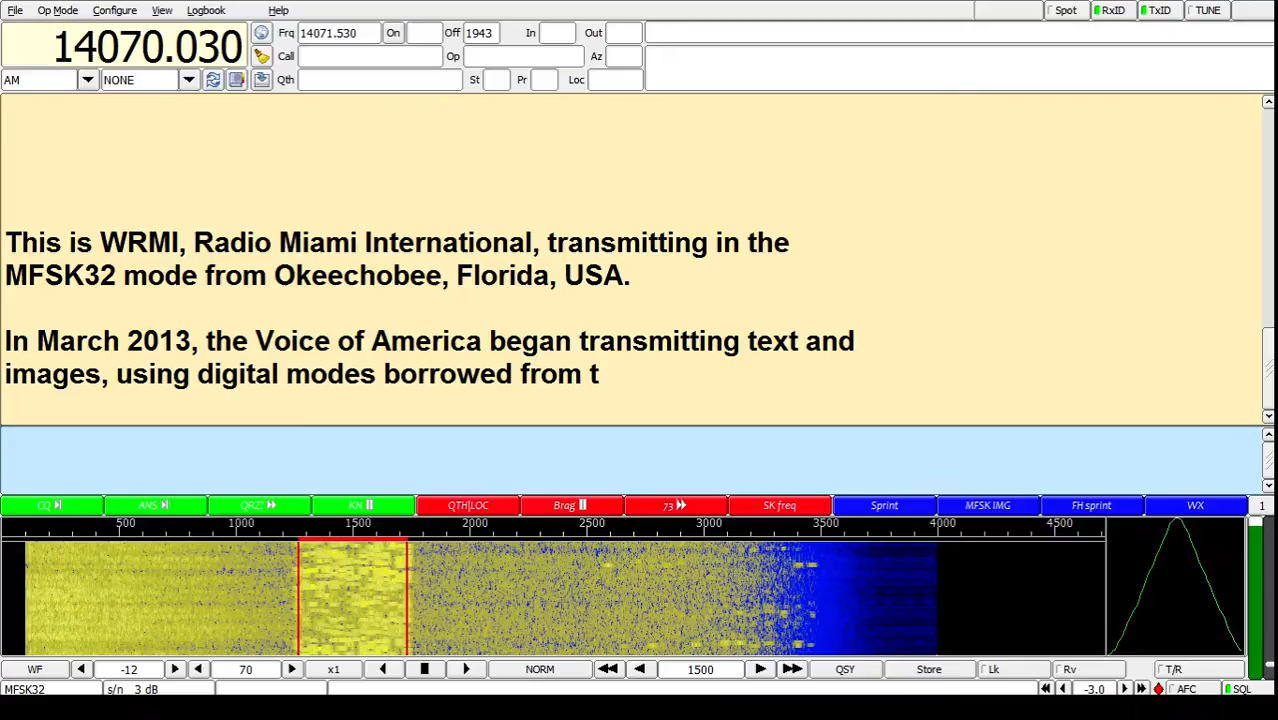 File Op Mode Configure View Logbook Help Spot RxID TxID TUNE
14070.030 Frq 14071.530 On Off 1943 In Out
Call Op Az
AM NONE Qth St Pr Loc
This is WRMI, Radio Miami International, transmitting in the
MFSK32 mode from Okeechobee, Florida, USA.
In March 2013, the Voice of America began transmitting text and
images, using digital modes borrowed from t
CQ ANS QRZ? KN QTH|LOC Brag 73 SK freq Sprint MFSK IMG FH sprint WX 1
500 1000 1500 2000 2500 3000 3500 4000 4500
WF -12 70 x1 NORM 1500 QSY Store Lk Rv T/R
MFSK32 s/n 3 dB -3.0 AFC SQL